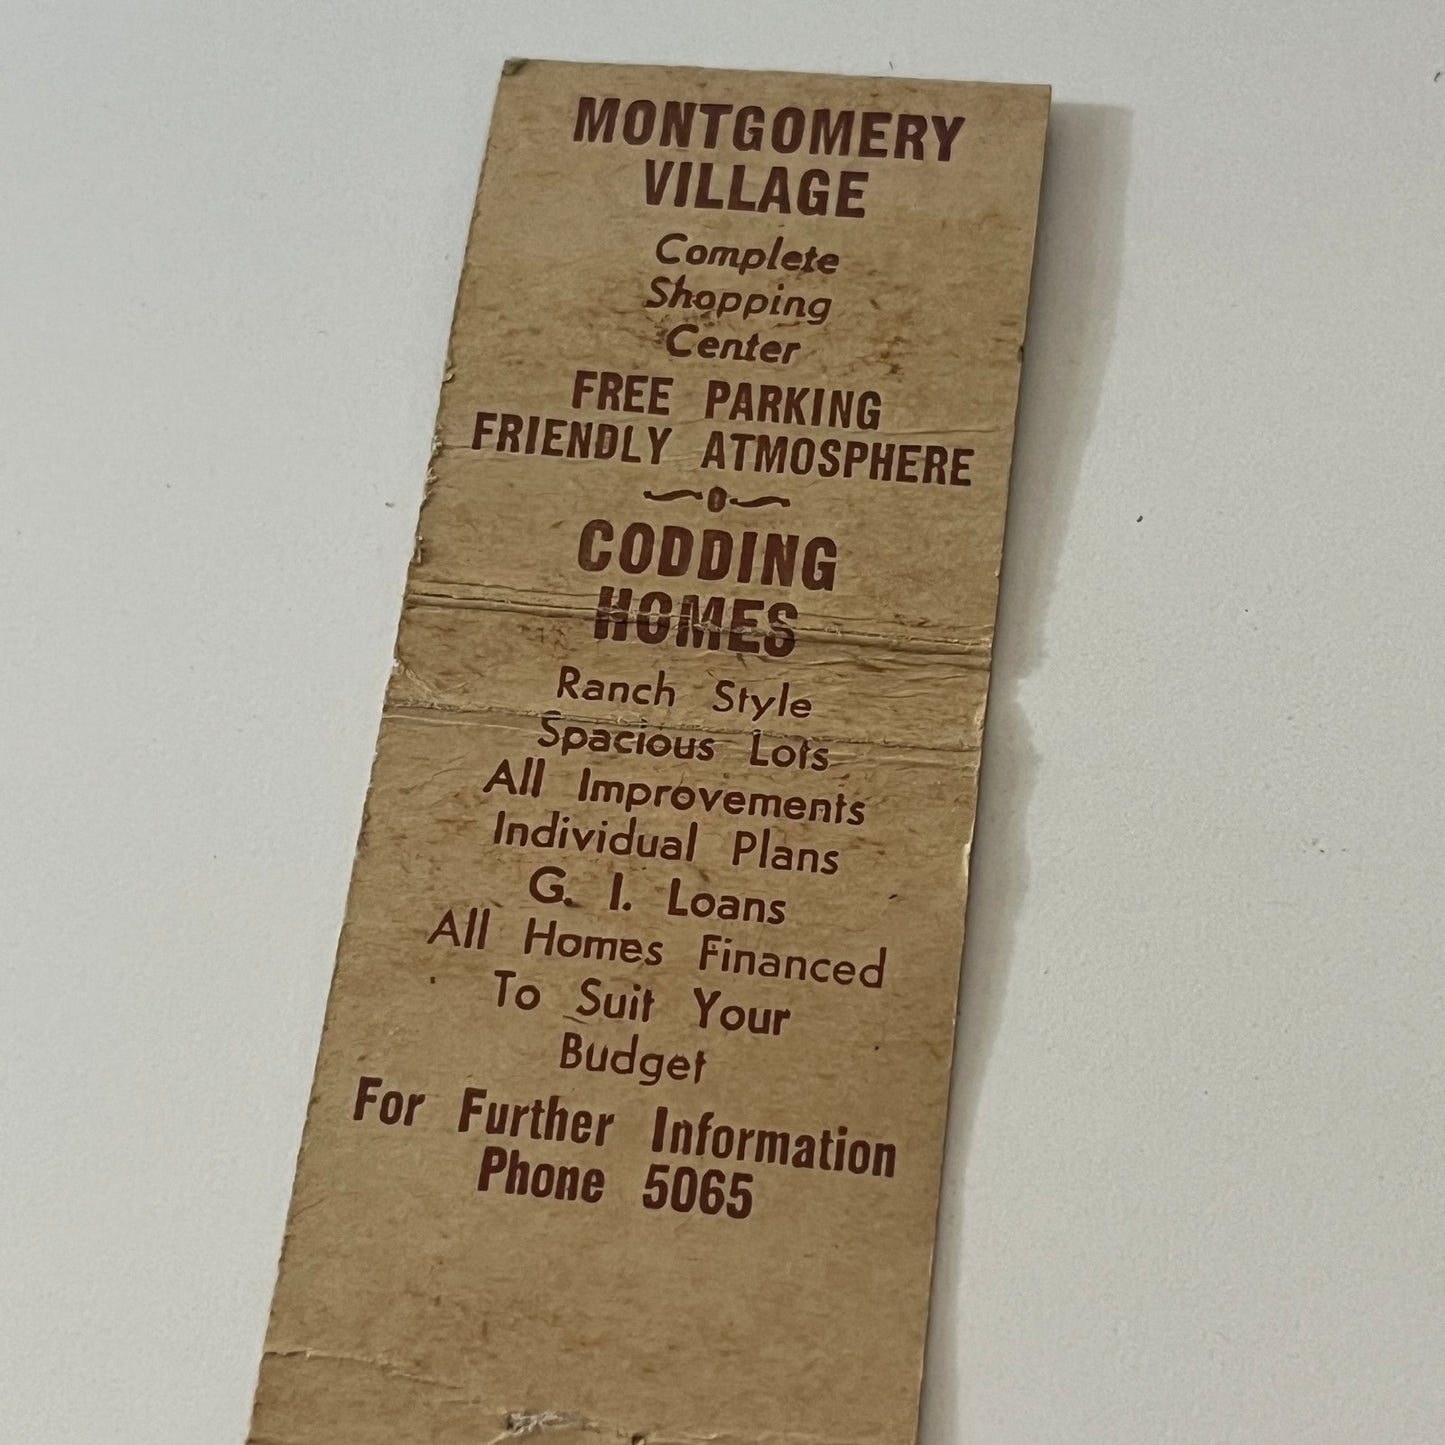 MONTGOMERY
VILLAGE
Complete
Shopping
Center
FREE PARKING
FRIENDLY ATMOSPHERE
CODDING
HOMES
Ranch Style
Spacious Lots
All Improvements
Individual Plans
G. I. Loans
All Homes Financed
To Suit Your
Budget
For Further Information
Phone 5065